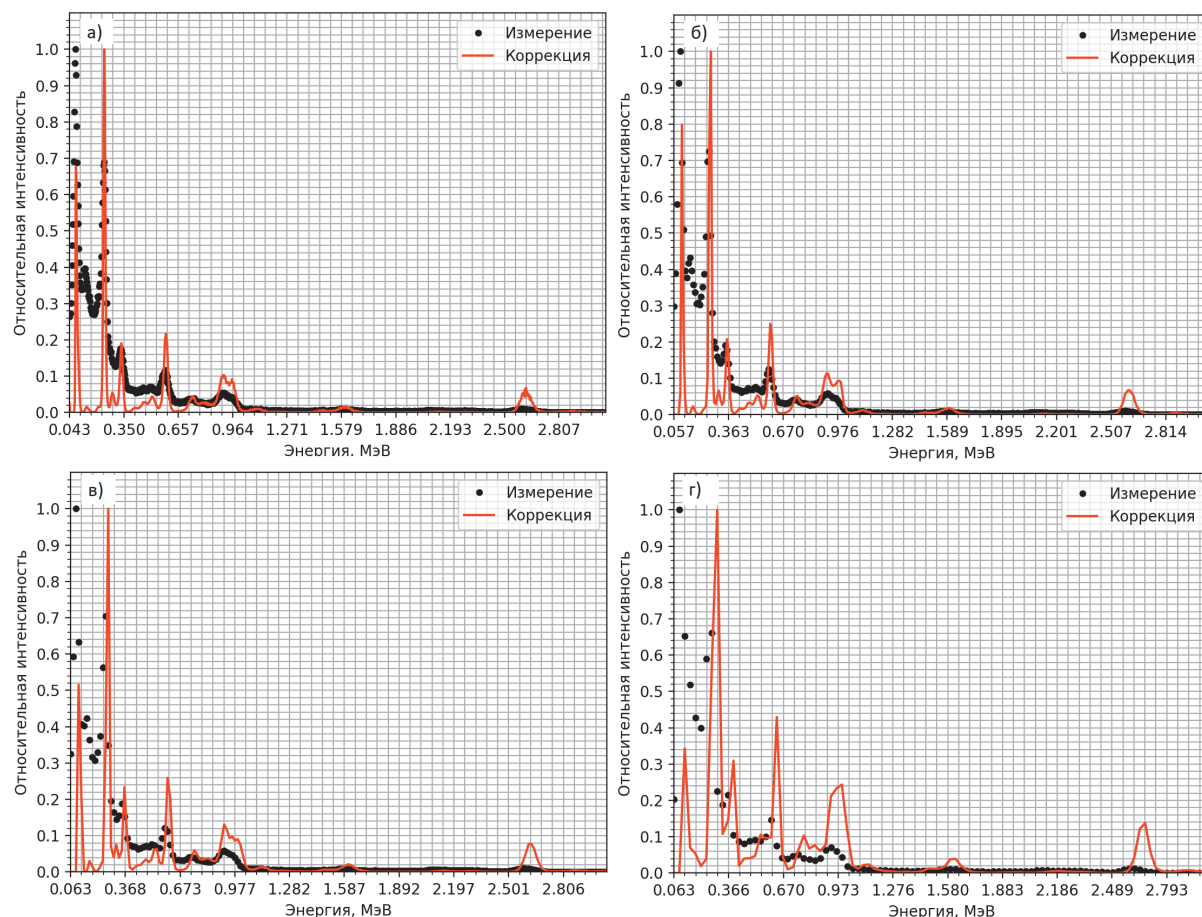 а)
Измерение
Коррекция
Относительная интенсивность
1.0
0.9
0.8
0.7
0.6
0.5
0.4
0.3
0.2
0.1
0.0
0.043 0.350 0.657 0.964 1.271 1.578 1.886 2.193 2.500 2.807
Энергия, МэВ
б)
Измерение
Коррекция
Относительная интенсивность
1.0
0.9
0.8
0.7
0.6
0.5
0.4
0.3
0.2
0.1
0.0
0.057 0.363 0.670 0.976 1.282 1.589 1.895 2.201 2.507 2.814
Энергия, МэВ
в)
Измерение
Коррекция
Относительная интенсивность
1.0
0.9
0.8
0.7
0.6
0.5
0.4
0.3
0.2
0.1
0.0
0.063 0.368 0.673 0.977 1.282 1.587 1.892 2.197 2.501 2.806
Энергия, МэВ
г)
Измерение
Коррекция
Относительная интенсивность
1.0
0.9
0.8
0.7
0.6
0.5
0.4
0.3
0.2
0.1
0.0
0.063 0.366 0.670 0.973 1.276 1.580 1.883 2.186 2.489 2.793
Энергия, МэВ